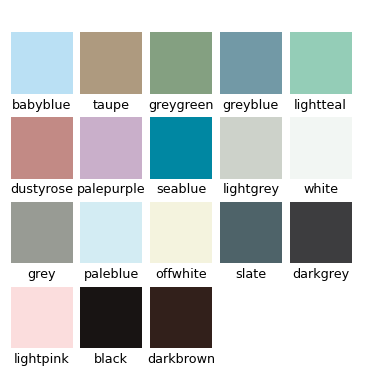 babyblue taupe greygreen greyblue lightteal
dustyrose palepurple seablue lightgrey white
grey paleblue offwhite slate darkgrey
lightpink black darkbrown